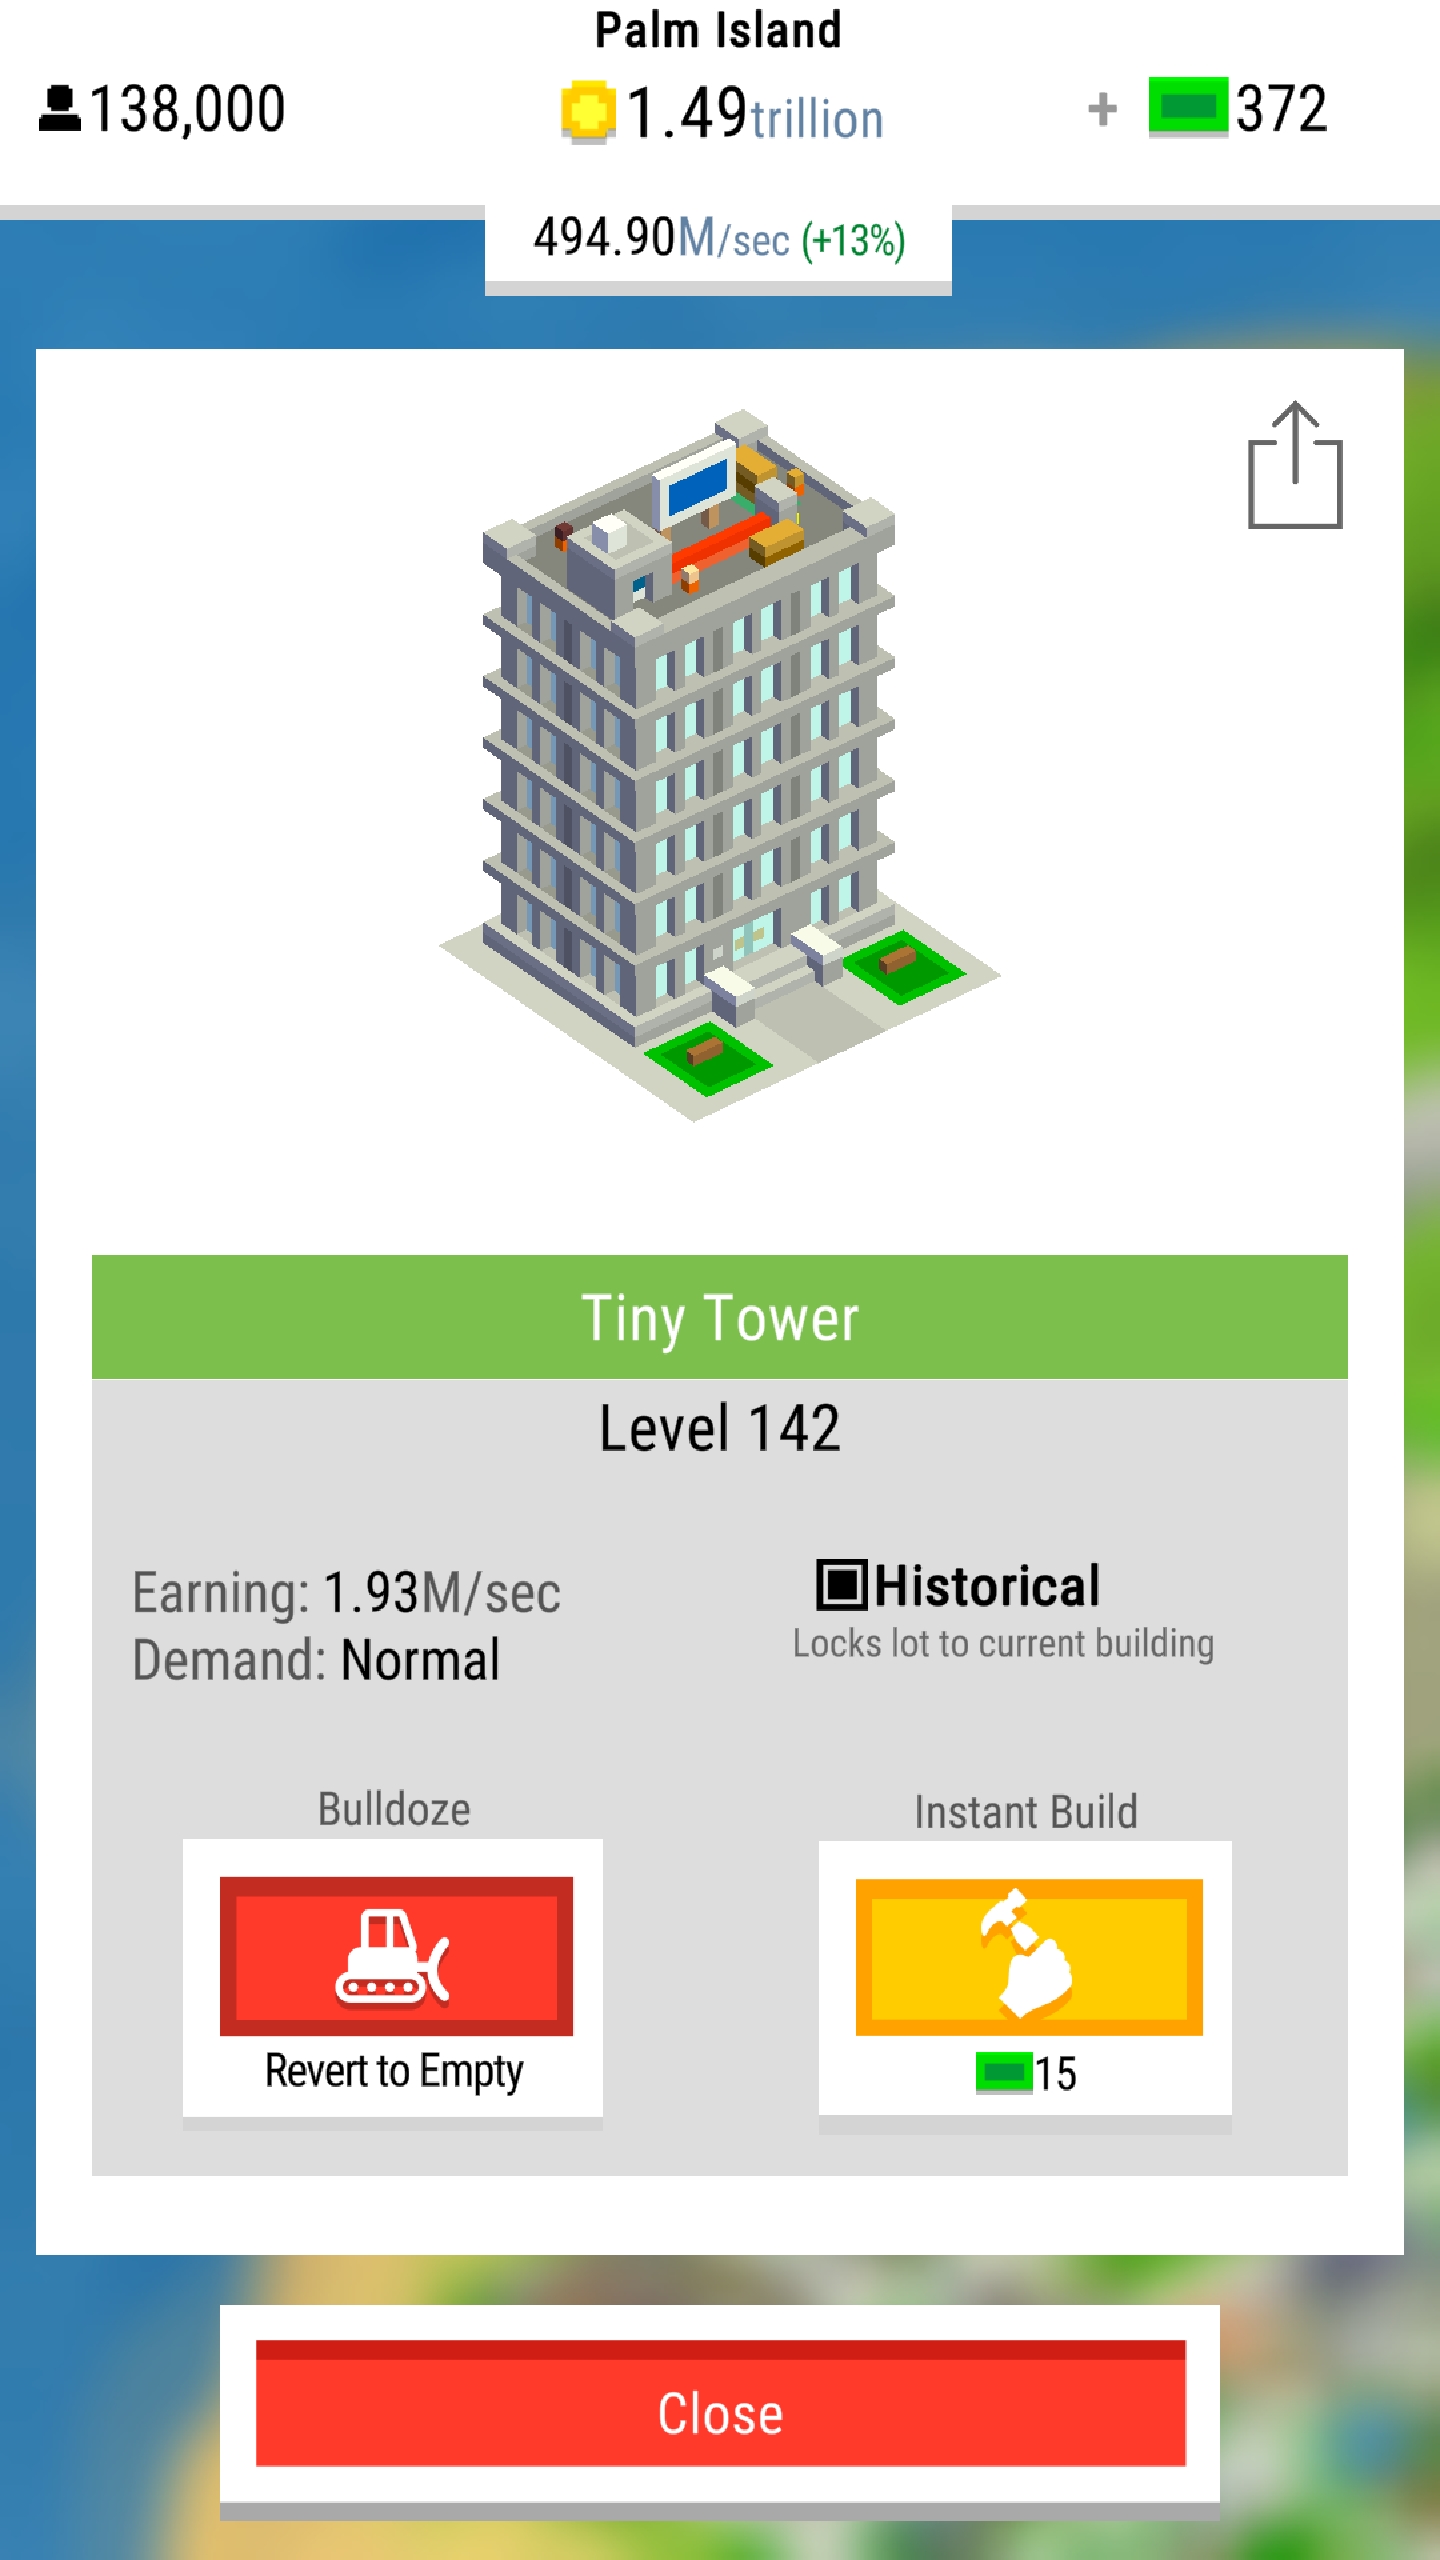 Palm Island
138,000
1.49trillion
+ 372
494.90M/sec (+13%)
Tiny Tower
Level 142
Earning: 1.93M/sec
Demand: Normal
Historical
Locks lot to current building
Bulldoze
Revert to Empty
Instant Build
15
Close